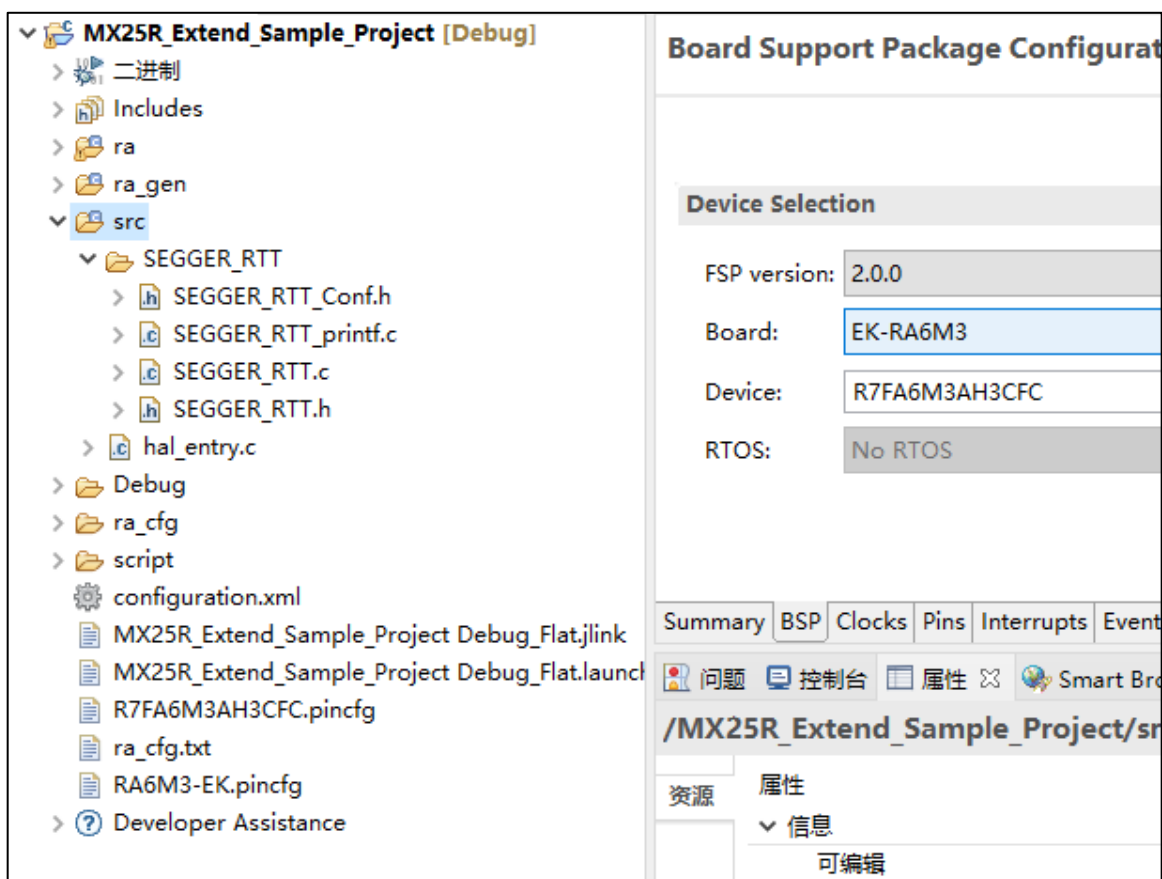 MX25R_Extend_Sample_Project [Debug]
二进制
Includes
ra
ra_gen
src
SEGGER_RTT
SEGGER_RTT_Conf.h
SEGGER_RTT_printf.c
SEGGER_RTT.c
SEGGER_RTT.h
hal_entry.c
Debug
ra_cfg
script
configuration.xml
MX25R_Extend_Sample_Project Debug_Flat.jlink
MX25R_Extend_Sample_Project Debug_Flat.launch
R7FA6M3AH3CFC.pincfg
ra_cfg.txt
RA6M3-EK.pincfg
Developer Assistance
Board Support Package Configurat
Device Selection
FSP version: 2.0.0
Board: EK-RA6M3
Device: R7FA6M3AH3CFC
RTOS: No RTOS
Summary BSP Clocks Pins Interrupts Event
问题 控制台 属性 Smart Bro
/MX25R_Extend_Sample_Project/sr
资源 属性
信息
可编辑